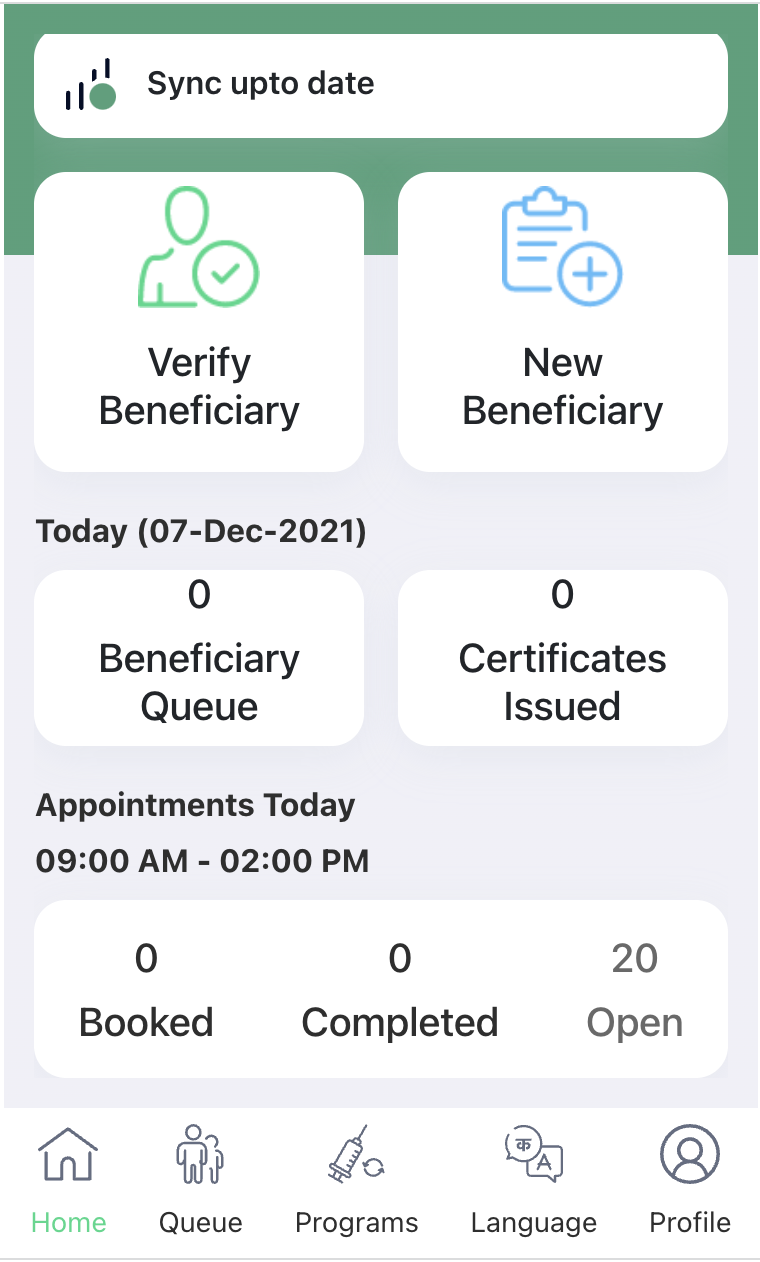 Sync upto date
Verify
Beneficiary
New
Beneficiary
Today (07-Dec-2021)
0
Beneficiary
Queue
0
Certificates
Issued
Appointments Today
09:00 AM - 02:00 PM
0
Booked
0
Completed
20
Open
Home
Queue
Programs
क
A
Language
Profile